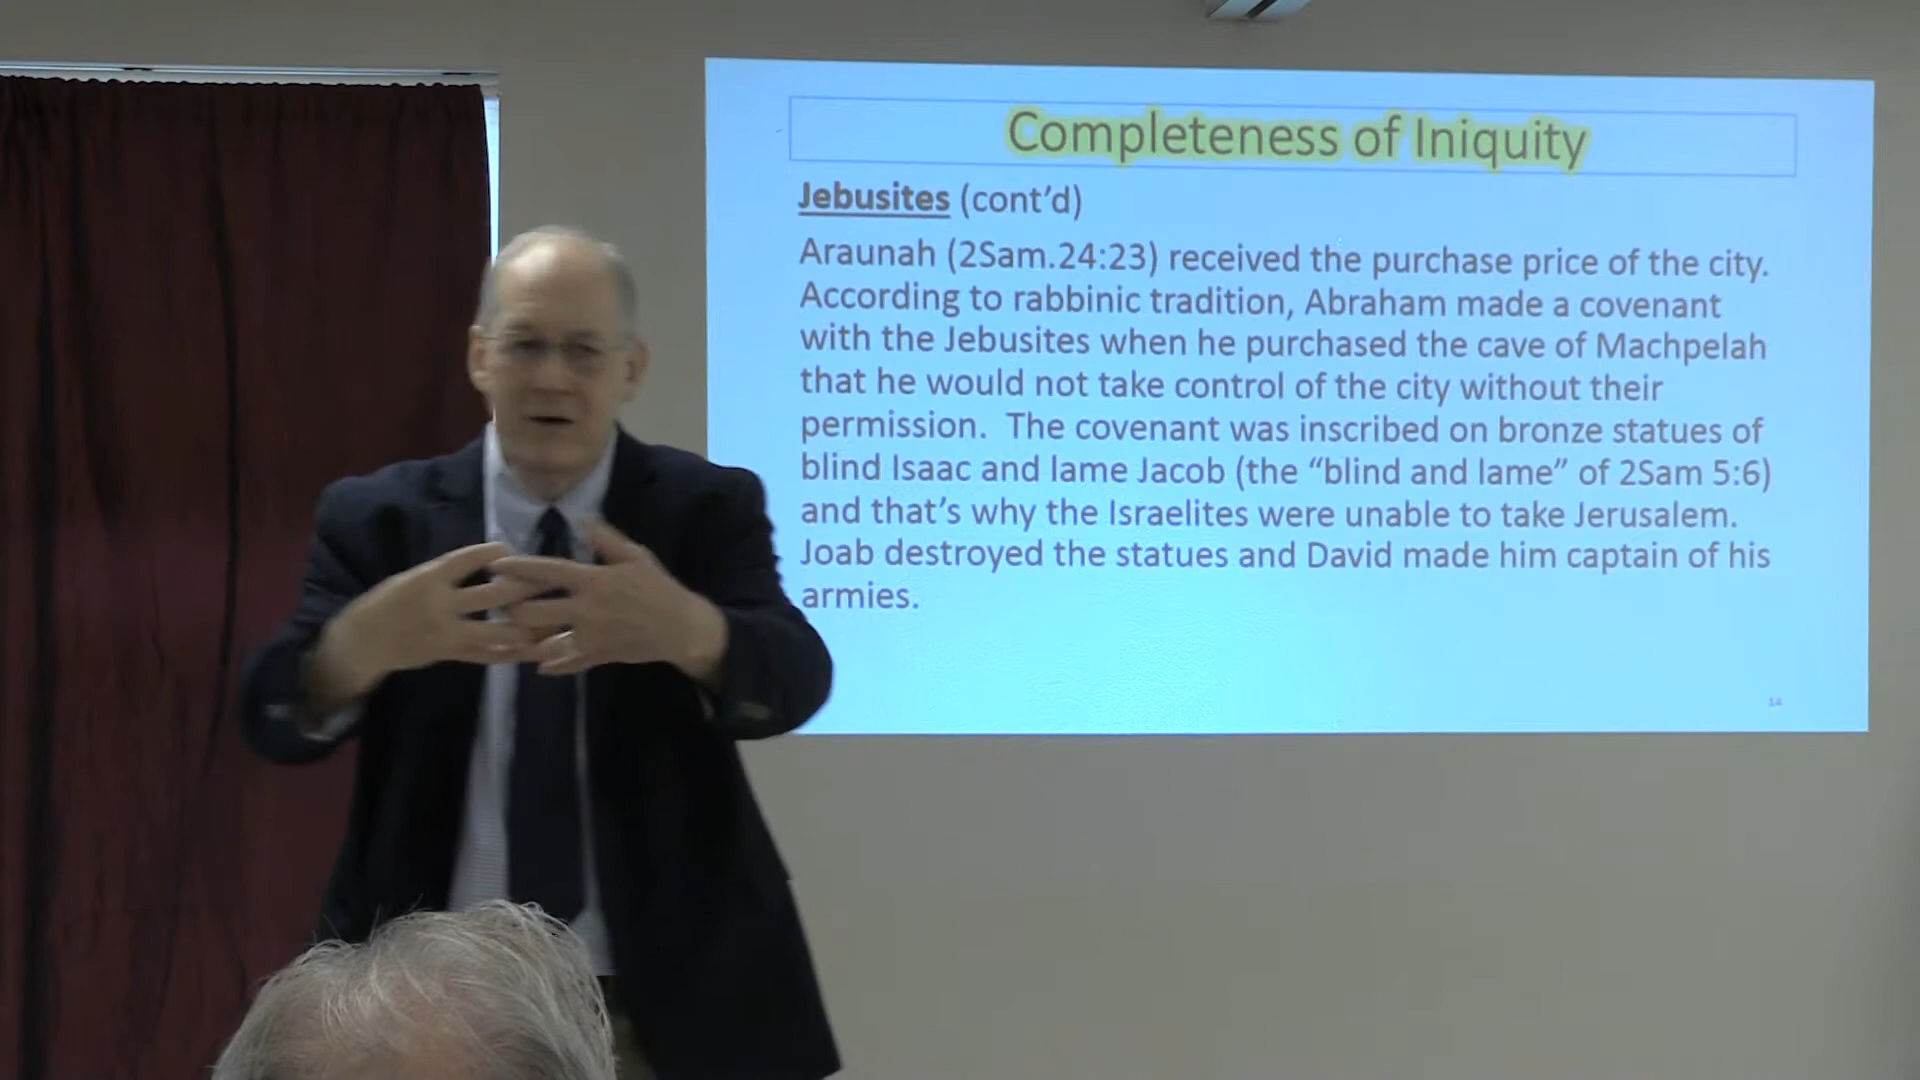 Completeness of Iniquity
Jebusites (cont’d)
Araunah (2Sam.24:23) received the purchase price of the city.
According to rabbinic tradition, Abraham made a covenant
with the Jebusites when he purchased the cave of Machpelah
that he would not take control of the city without their
permission.  The covenant was inscribed on bronze statues of
blind Isaac and lame Jacob (the “blind and lame” of 2Sam 5:6)
and that’s why the Israelites were unable to take Jerusalem.
Joab destroyed the statues and David made him captain of his
armies.
14